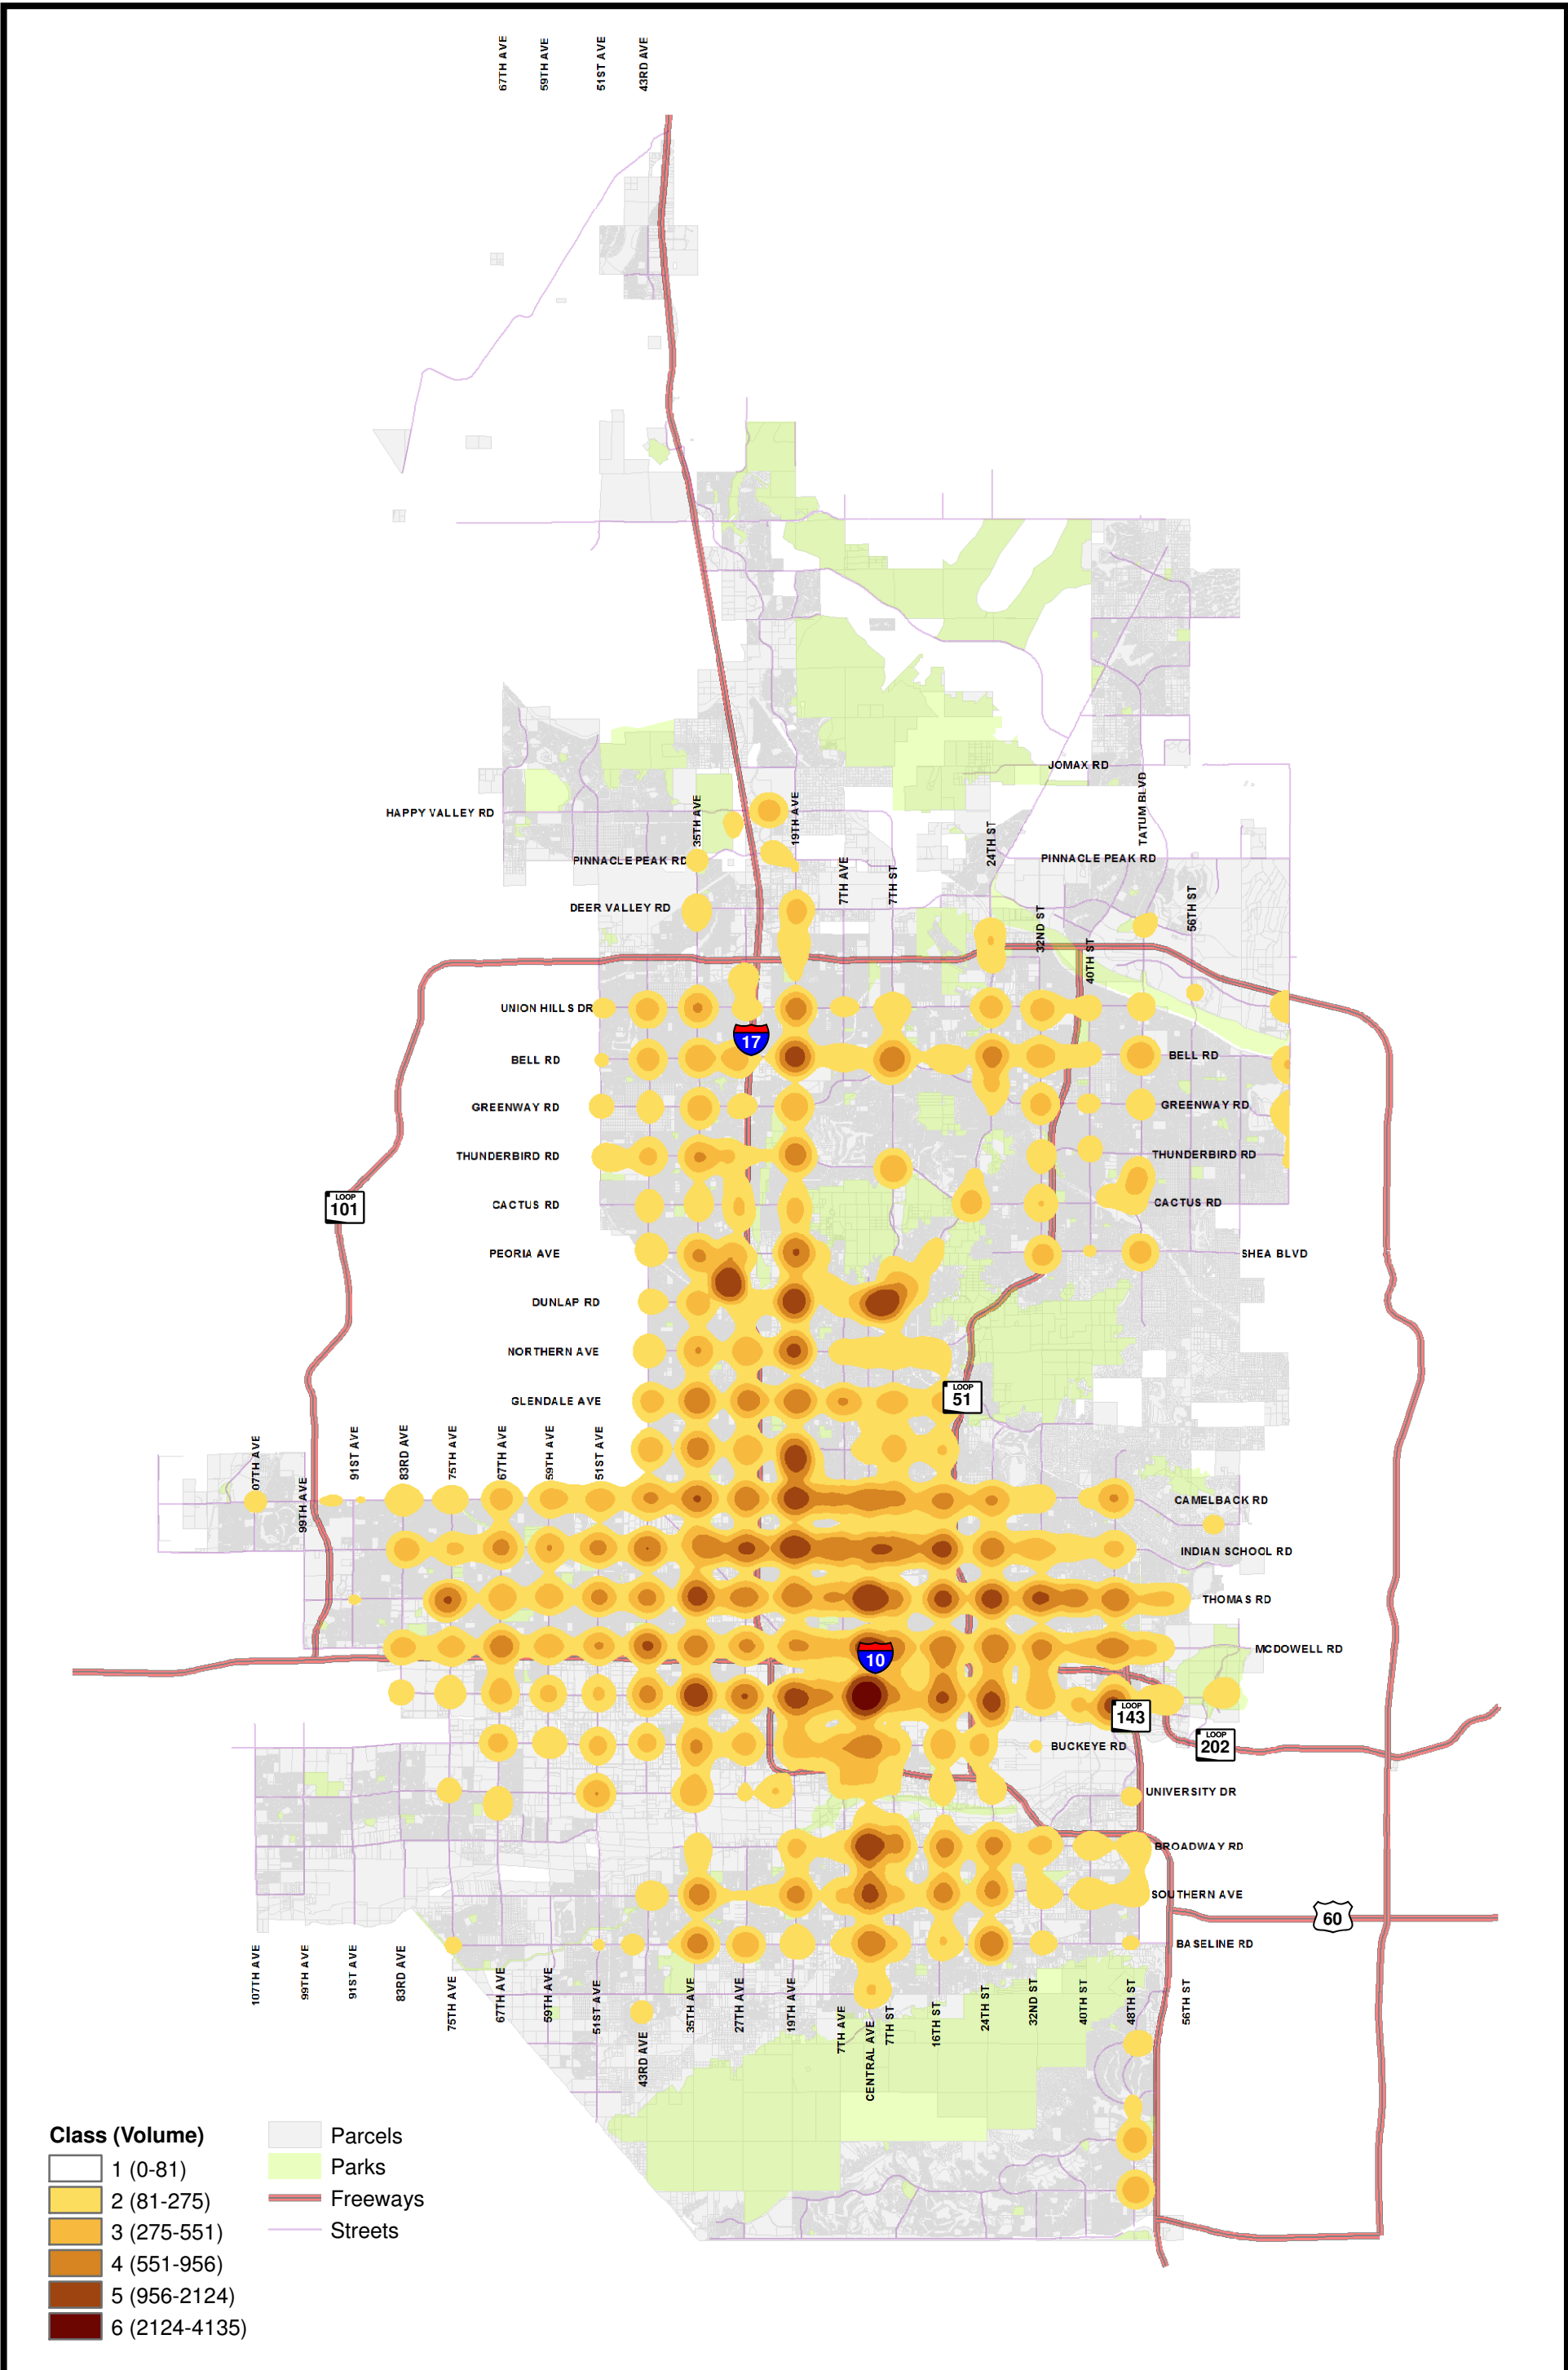 67TH AVE
59TH AVE
51ST AVE
43RD AVE
JOMAX RD
HAPPY VALLEY RD
35TH AVE
19TH AVE
TATUM BLVD
24TH ST
PINNACLE PEAK RD
PINNACLE PEAK RD
7TH AVE
7TH ST
DEER VALLEY RD
32ND ST
56TH ST
40TH ST
UNION HILLS DR
17
BELL RD
BELL RD
GREENWAY RD
GREENWAY RD
THUNDERBIRD RD
THUNDERBIRD RD
LOOP
101
CACTUS RD
CACTUS RD
PEORIA AVE
SHEA BLVD
DUNLAP RD
NORTHERN AVE
GLENDALE AVE
LOOP
51
07TH AVE
99TH AVE
91ST AVE
83RD AVE
75TH AVE
67TH AVE
59TH AVE
51ST AVE
CAMELBACK RD
INDIAN SCHOOL RD
THOMAS RD
MCDOWELL RD
10
LOOP
143
LOOP
202
BUCKEYE RD
UNIVERSITY DR
BROADWAY RD
SOUTHERN AVE
60
BASELINE RD
107TH AVE
99TH AVE
91ST AVE
83RD AVE
75TH AVE
67TH AVE
59TH AVE
51ST AVE
43RD AVE
35TH AVE
27TH AVE
19TH AVE
7TH AVE
CENTRAL AVE
7TH ST
16TH ST
24TH ST
32ND ST
40TH ST
48TH ST
56TH ST
Class (Volume)
1 (0-81)
2 (81-275)
3 (275-551)
4 (551-956)
5 (956-2124)
6 (2124-4135)
Parcels
Parks
Freeways
Streets